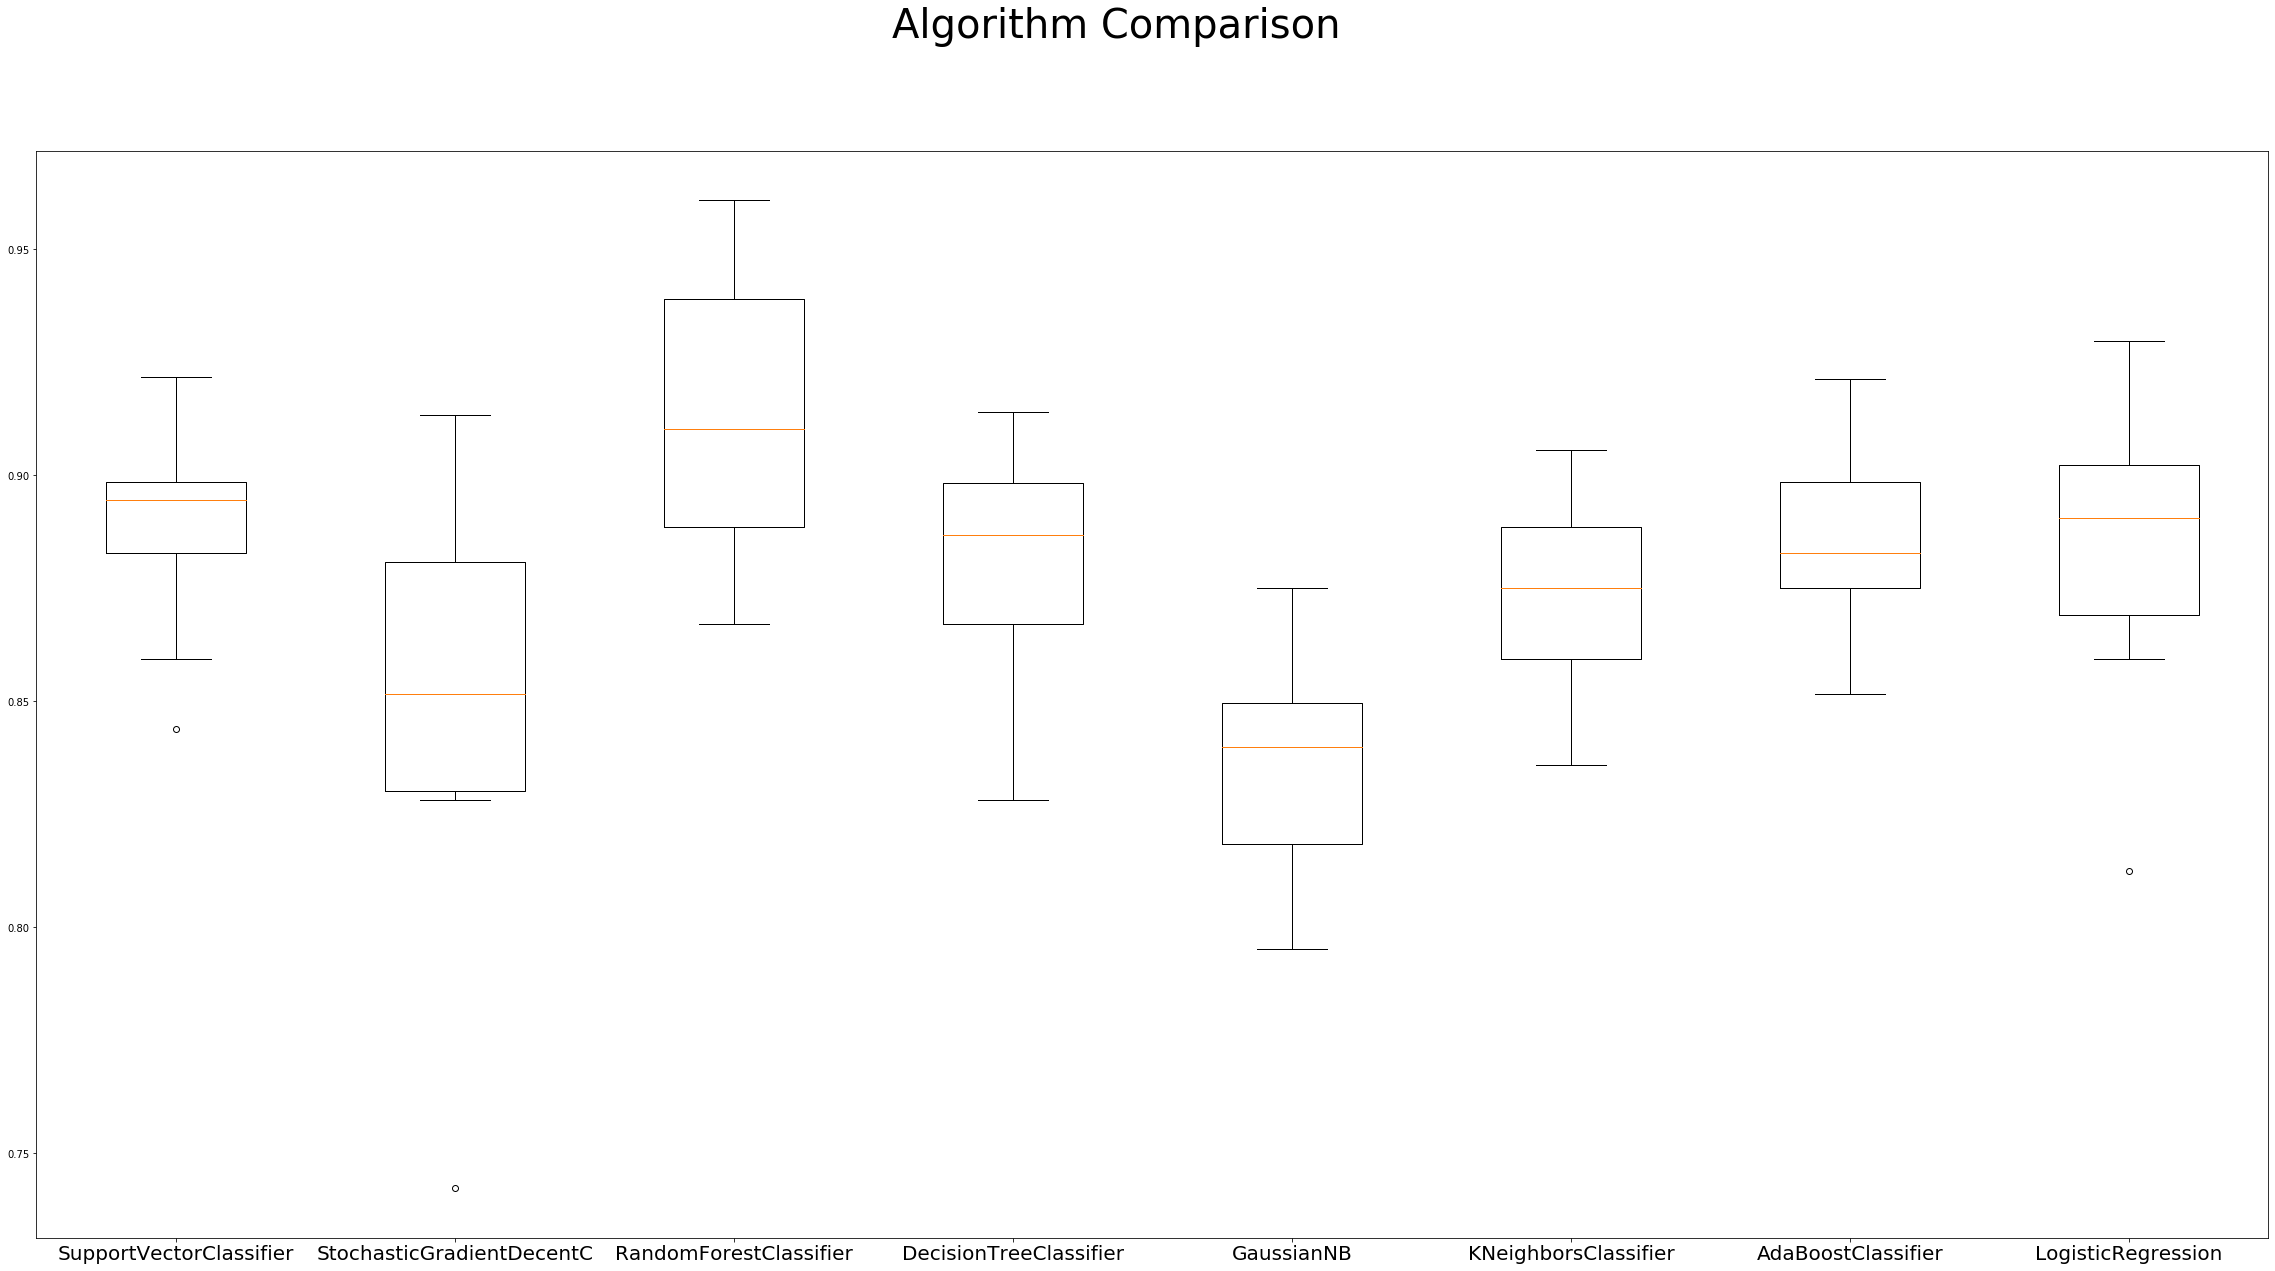 Algorithm Comparison
0.95
0.90
0.85
0.80
0.75
SupportVectorClassifier StochasticGradientDecentC RandomForestClassifier DecisionTreeClassifier GaussianNB KNeighborsClassifier AdaBoostClassifier LogisticRegression